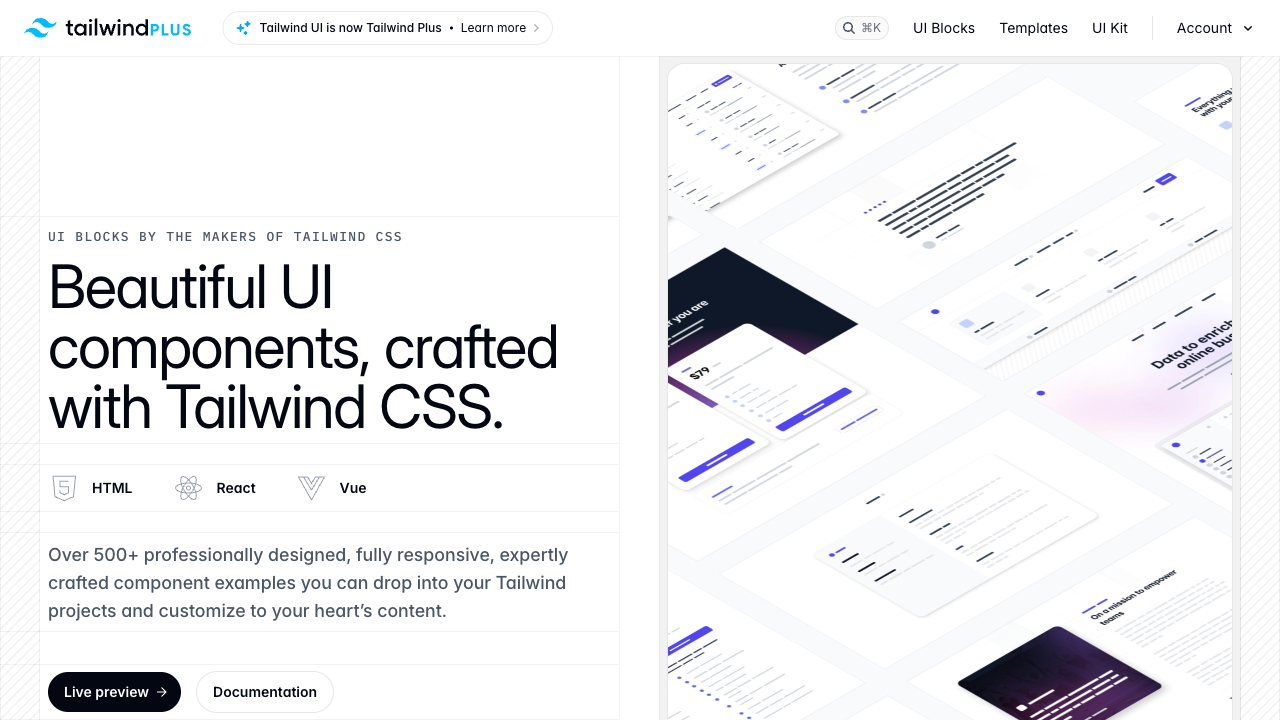 tailwindPLUS
Tailwind UI is now Tailwind Plus • Learn more
⌘K
UI Blocks
Templates
UI Kit
Account
UI BLOCKS BY THE MAKERS OF TAILWIND CSS
Beautiful UI
components, crafted
with Tailwind CSS.
HTML
React
Vue
Over 500+ professionally designed, fully responsive, expertly
crafted component examples you can drop into your Tailwind
projects and customize to your heart’s content.
Live preview →
Documentation
Everything
with your
you are
$79
Data to enrich
online bu
On a mission to empower
teams